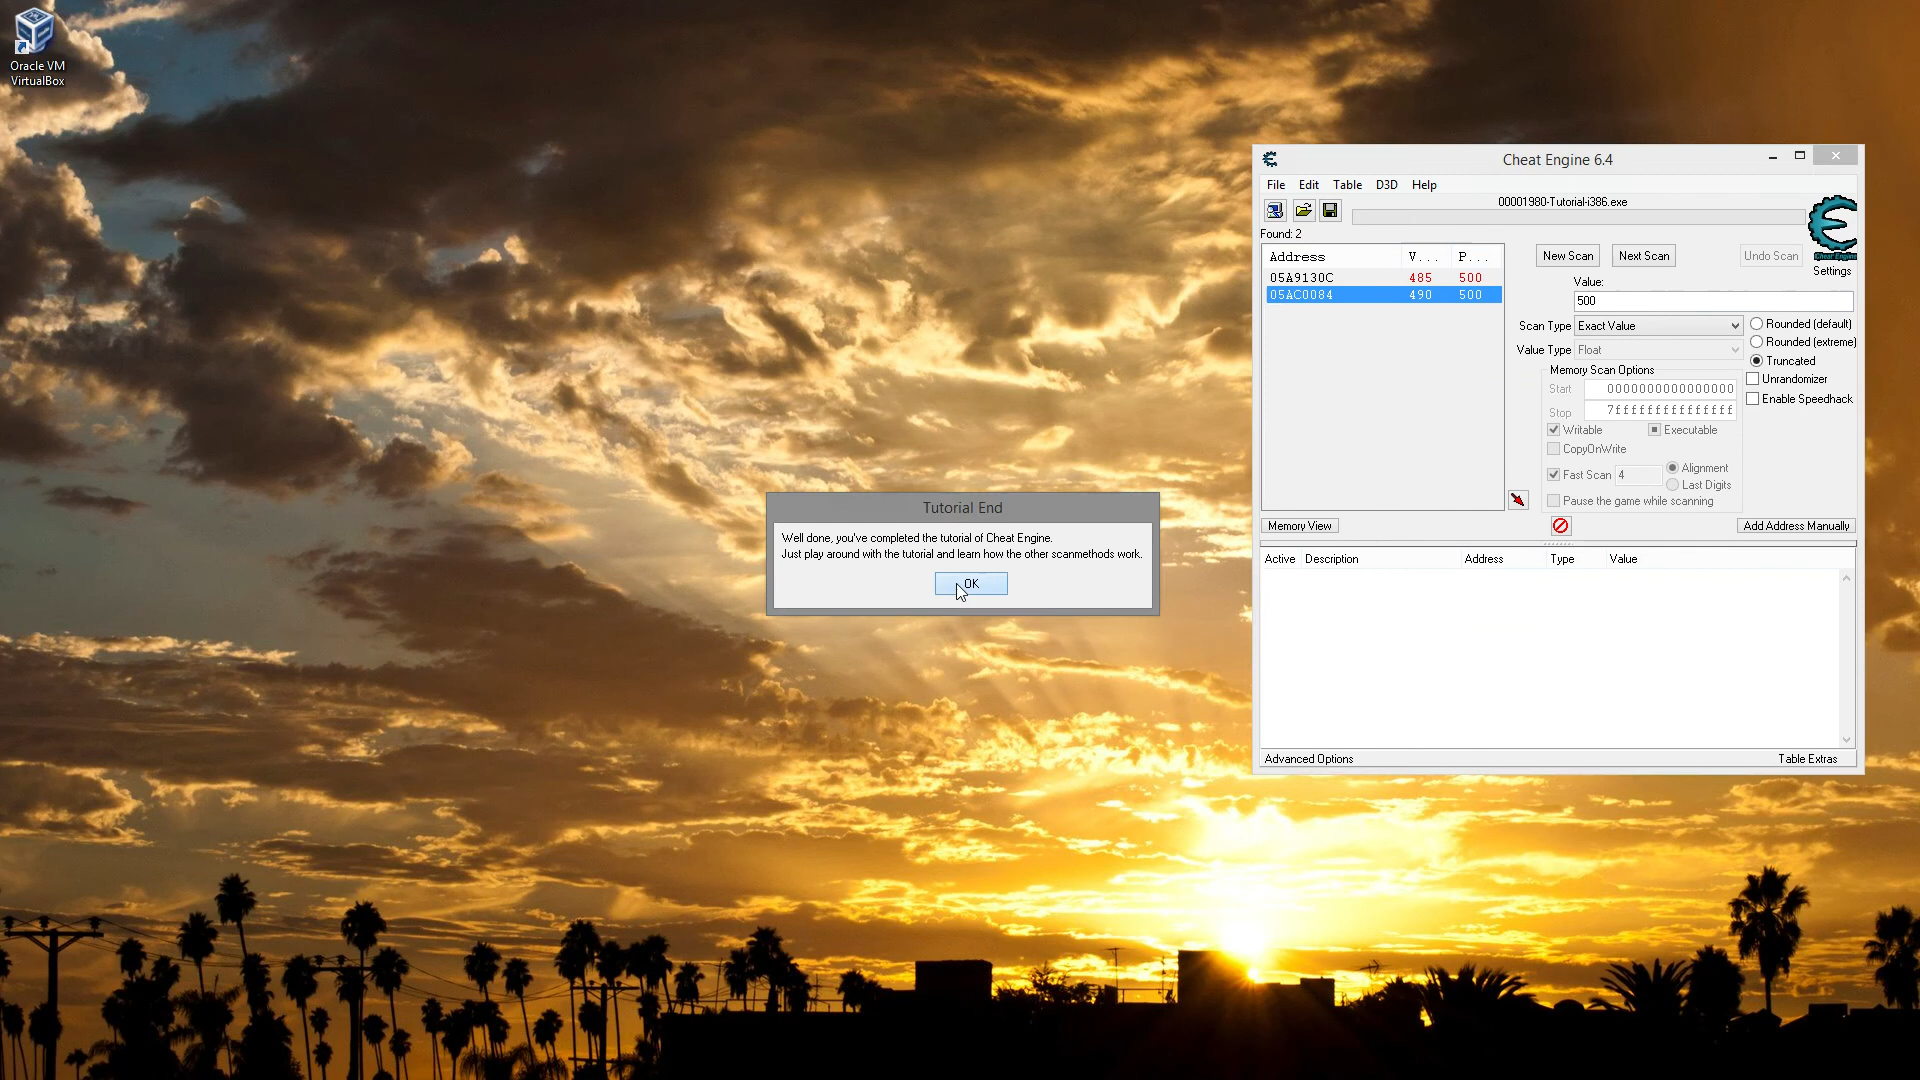 Oracle VM
VirtualBox
Cheat Engine 6.4
File Edit Table D3D Help
00001980-Tutorial-i386.exe
Found: 2
Address V... P...
05A9130C 485 500
05AC0084 490 500
New Scan Next Scan Undo Scan
Cheat Engine
Settings
Value:
500
Scan Type Exact Value
Rounded (default)
Value Type Float
Rounded (extreme)
Truncated
Memory Scan Options
Unrandomizer
Start 0000000000000000
Enable Speedhack
Stop 7fffffffffffffff
Writable Executable
CopyOnWrite
Fast Scan 4 Alignment
Last Digits
Pause the game while scanning
Memory View Add Address Manually
Active Description Address Type Value
Advanced Options Table Extras
Tutorial End
Well done, you've completed the tutorial of Cheat Engine.
Just play around with the tutorial and learn how the other scanmethods work.
OK